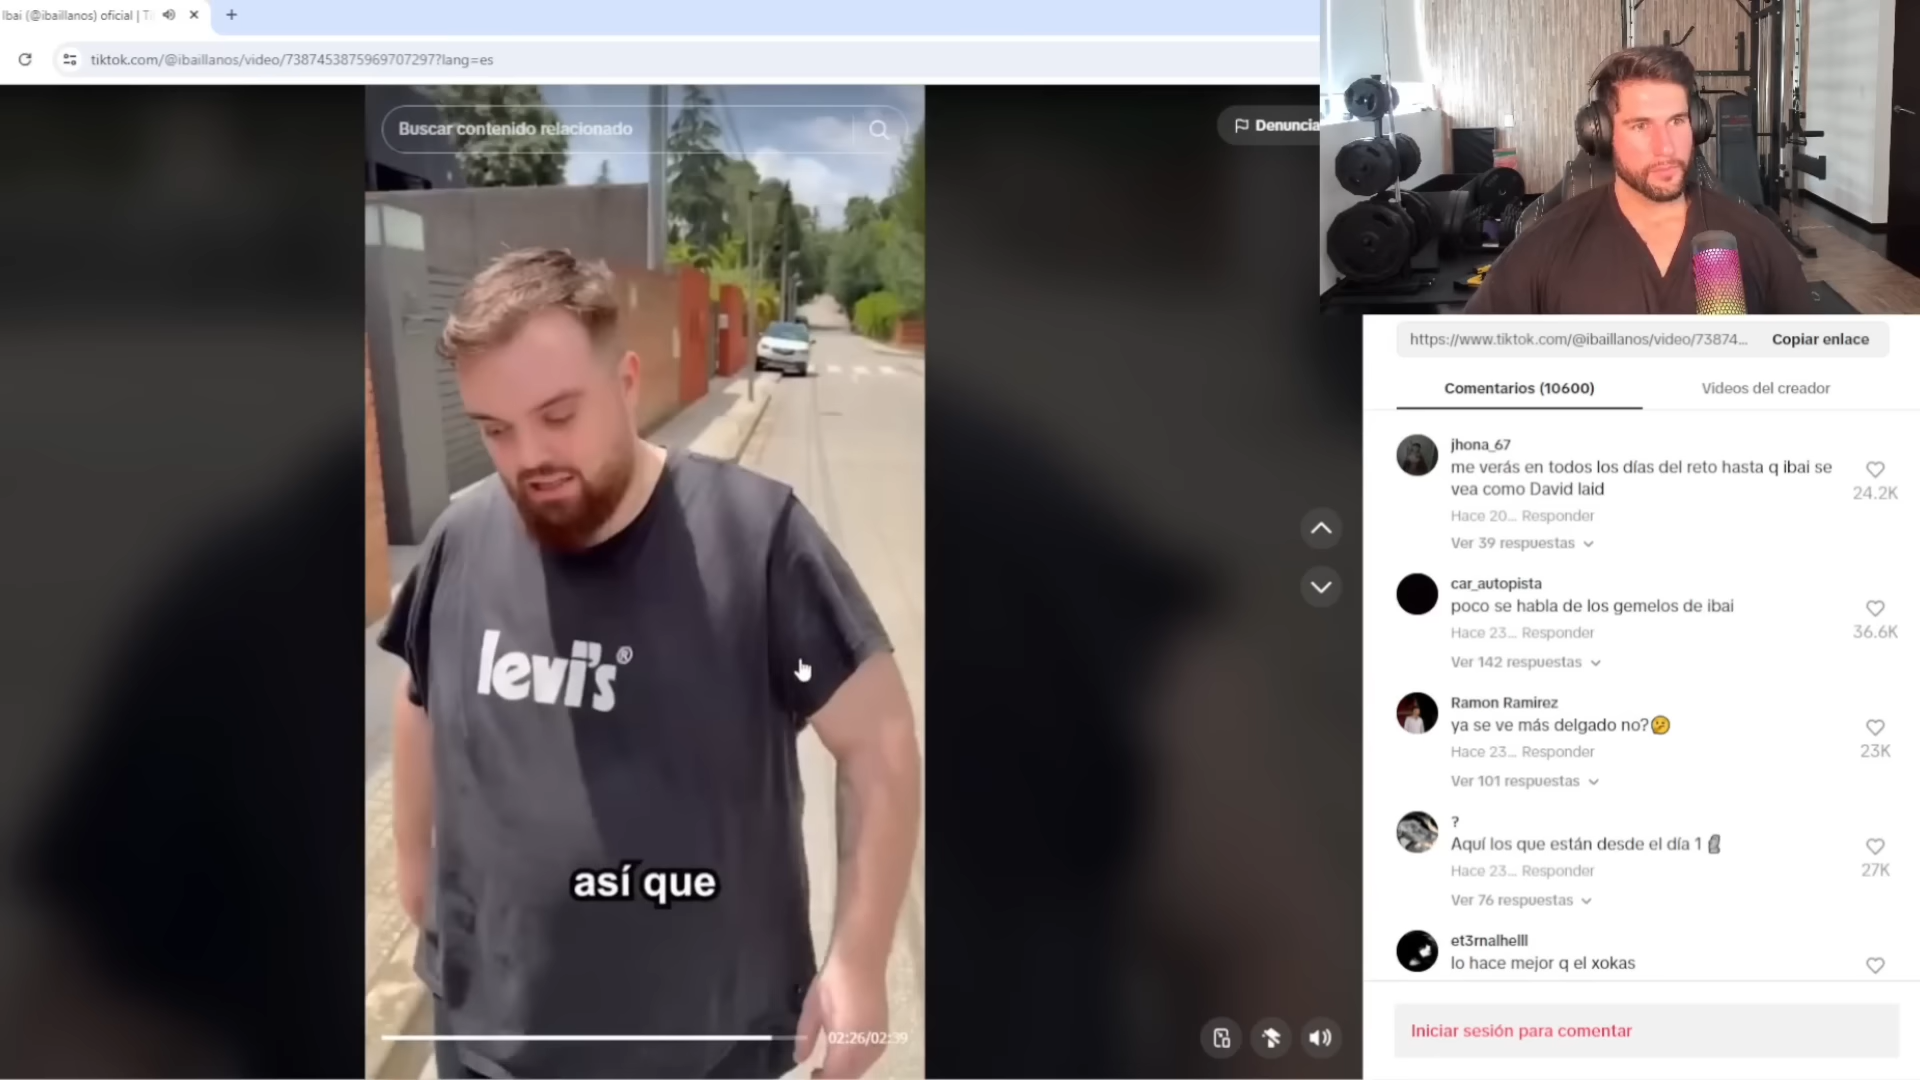 Ibai (@ibaillanos) oficial | Ti
tiktok.com/@ibaillanos/video/7387453875969707297?lang=es
Buscar contenido relacionado
Denuncia
levi's®
así que
02:26/02:39
https://www.tiktok.com/@ibaillanos/video/73874...
Copiar enlace
Comentarios (10600)
Videos del creador
jhona_67
me verás en todos los días del reto hasta q ibai se
vea como David laid
24.2K
Hace 20... Responder
Ver 39 respuestas
car_autopista
poco se habla de los gemelos de ibai
Hace 23... Responder
36.6K
Ver 142 respuestas
Ramon Ramirez
ya se ve más delgado no?🫤
Hace 23... Responder
23K
Ver 101 respuestas
?
Aquí los que están desde el día 1 🗿
Hace 23... Responder
27K
Ver 76 respuestas
et3rnalhelll
lo hace mejor q el xokas
Iniciar sesión para comentar